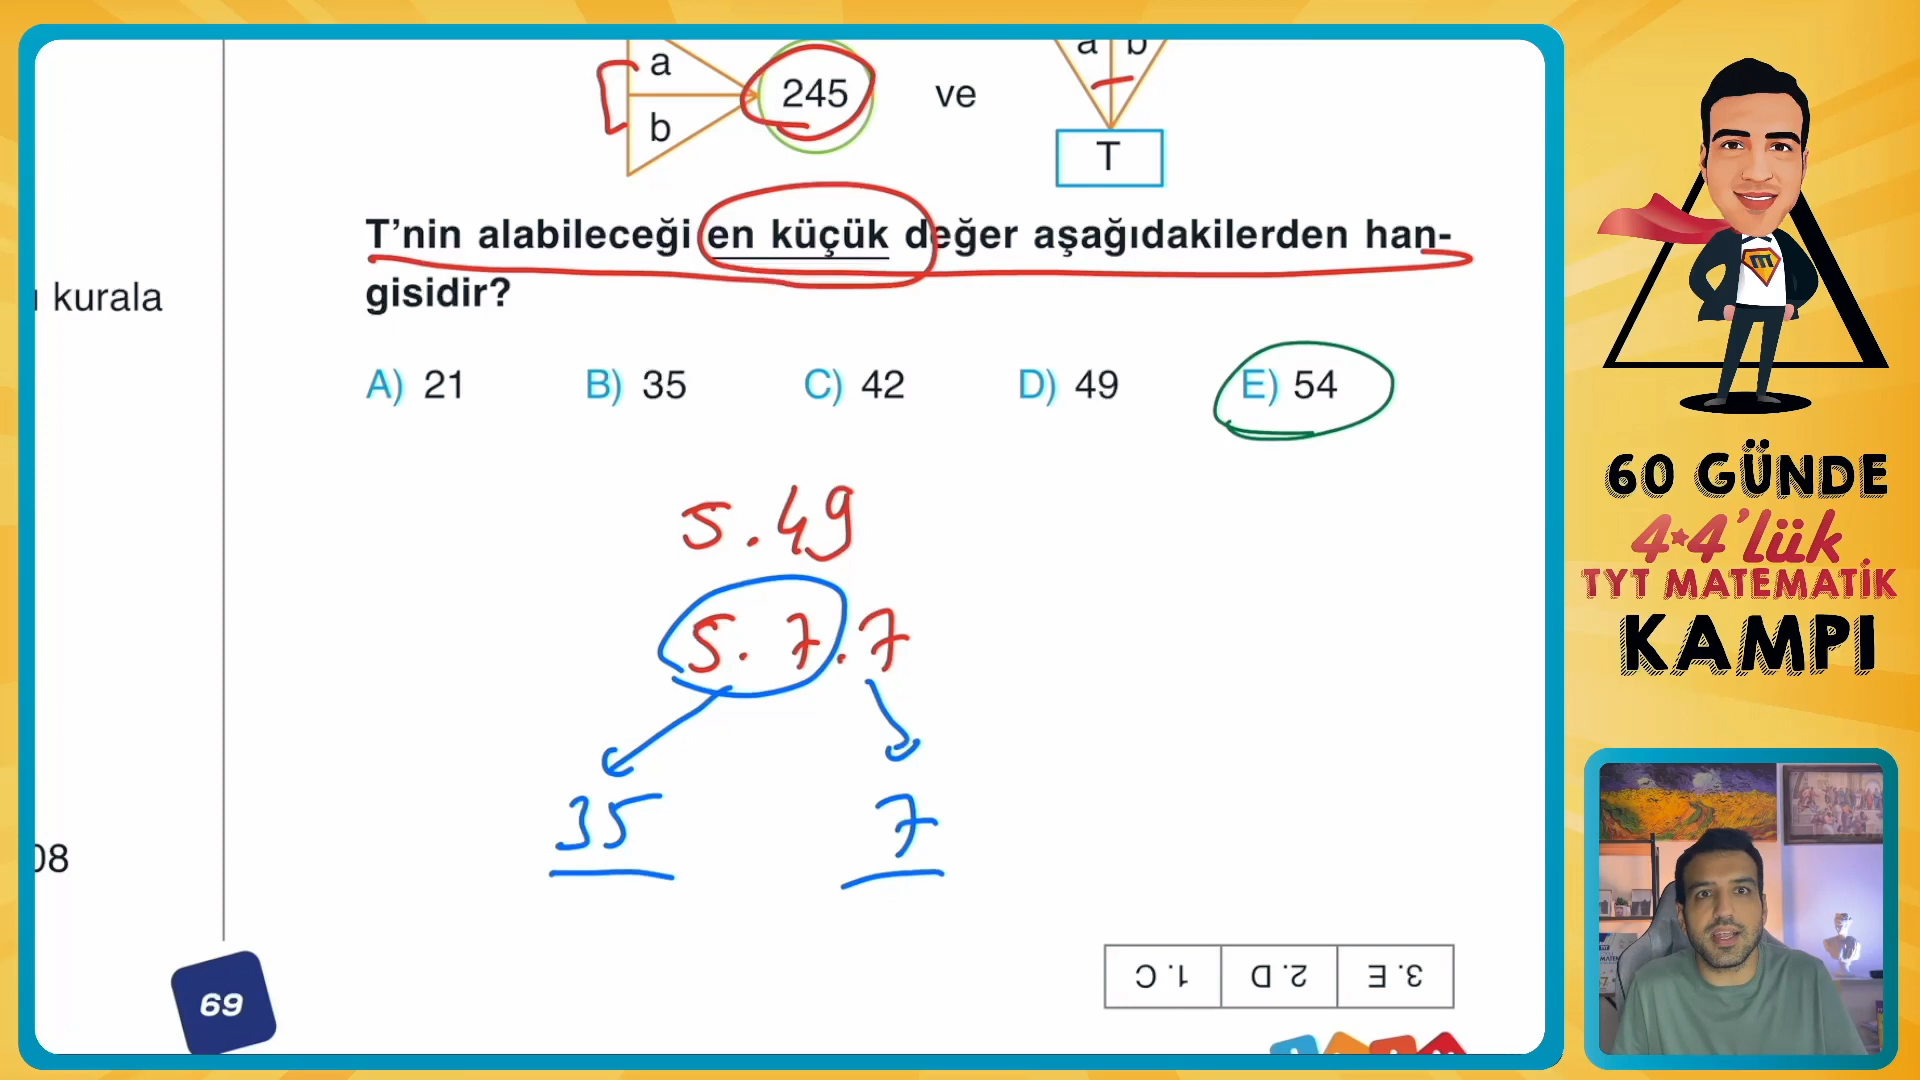 a
b
245
ve
a b
T
T’nin alabileceği en küçük değer aşağıdakilerden han-
gisidir?
kurala
A) 21 B) 35 C) 42 D) 49 E) 54
5.49
5.7.7
35 7
08
69
1. C 2. D 3. E
60 GÜNDE
4*4’lük
TYT MATEMATİK
KAMPI